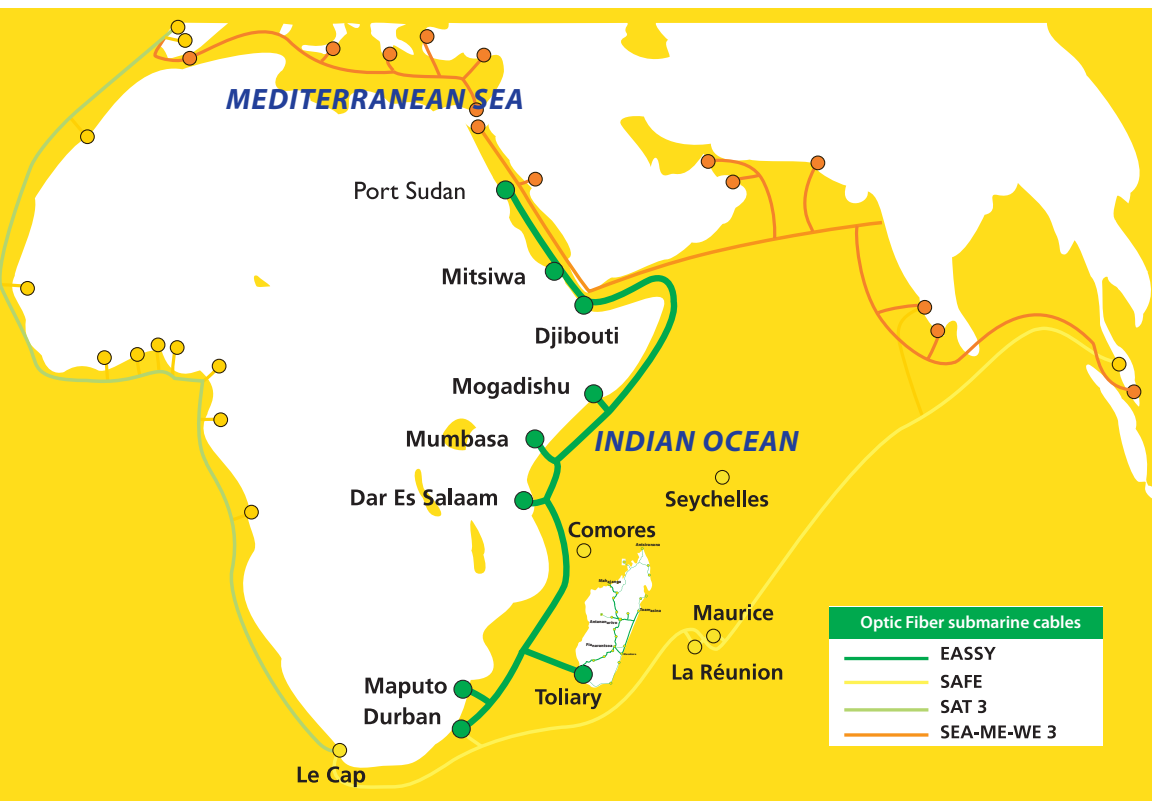 MEDITERRANEAN SEA
Port Sudan
Mitsiwa
Djibouti
Mogadishu
Mumbasa
INDIAN OCEAN
Dar Es Salaam
Seychelles
Comores
Maurice
La Réunion
Maputo
Toliary
Durban
Le Cap
Optic Fiber submarine cables
EASSY
SAFE
SAT 3
SEA-ME-WE 3